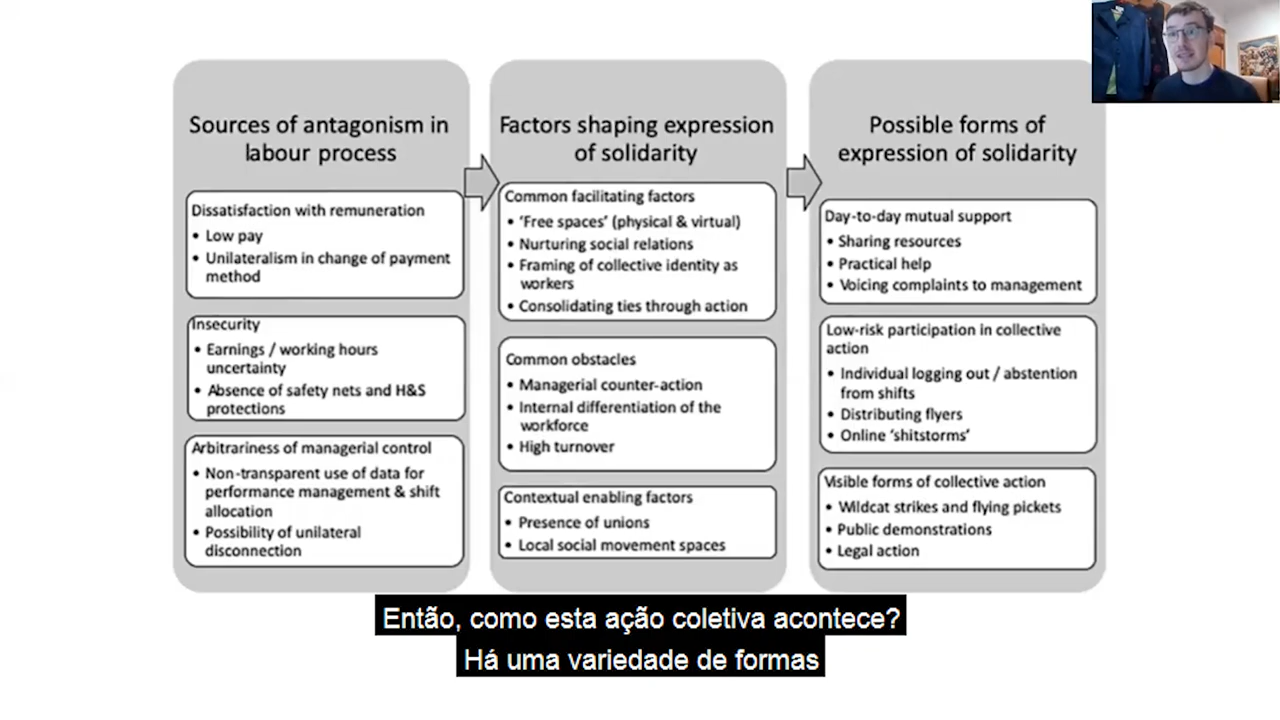 Sources of antagonism in
labour process
Dissatisfaction with remuneration
• Low pay
• Unilateralism in change of payment
method
Insecurity
• Earnings / working hours
uncertainty
• Absence of safety nets and H&S
protections
Arbitrariness of managerial control
• Non-transparent use of data for
performance management & shift
allocation
• Possibility of unilateral
disconnection
Factors shaping expression
of solidarity
Common facilitating factors
• ‘Free spaces’ (physical & virtual)
• Nurturing social relations
• Framing of collective identity as
workers
• Consolidating ties through action
Common obstacles
• Managerial counter-action
• Internal differentiation of the
workforce
• High turnover
Contextual enabling factors
• Presence of unions
• Local social movement spaces
Possible forms of
expression of solidarity
Day-to-day mutual support
• Sharing resources
• Practical help
• Voicing complaints to management
Low-risk participation in collective
action
• Individual logging out / abstention
from shifts
• Distributing flyers
• Online ‘shitstorms’
Visible forms of collective action
• Wildcat strikes and flying pickets
• Public demonstrations
• Legal action
Então, como esta ação coletiva acontece?
Há uma variedade de formas